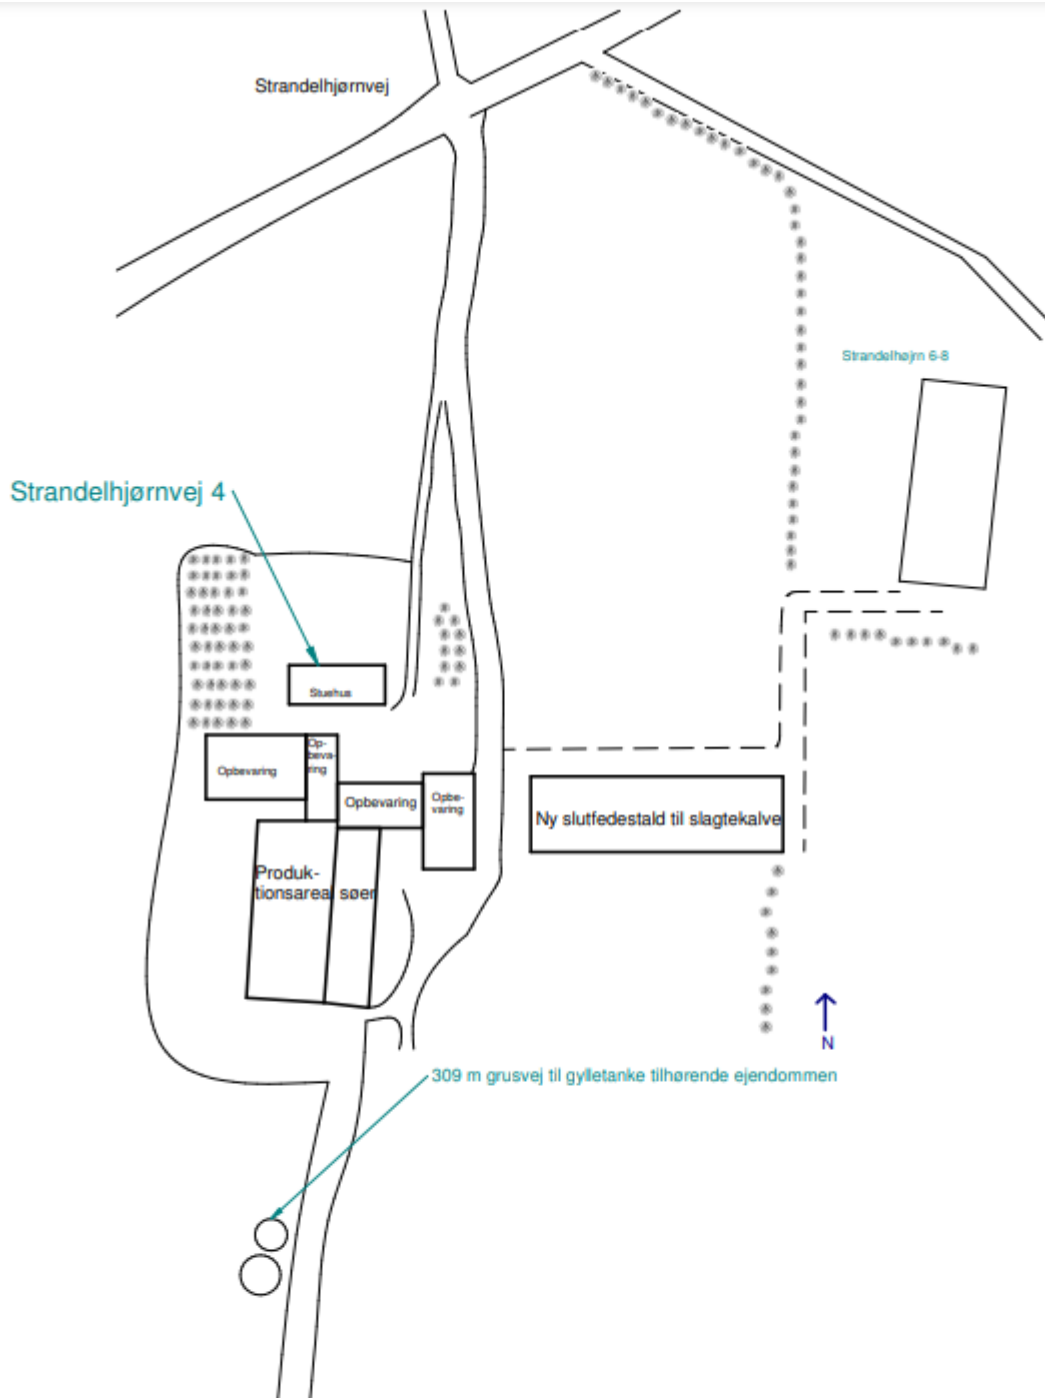 Strandelhjørnvej
Strandelhøjrn 6-8
Strandelhjørnvej 4
Stuehus
Opbevaring
Op-
beva-
ring
Opbevaring
Opbe-
varing
Ny slutfedestald til slagtekalve
Produk-
tionsareal søer
N
309 m grusvej til gylletanke tilhørende ejendommen